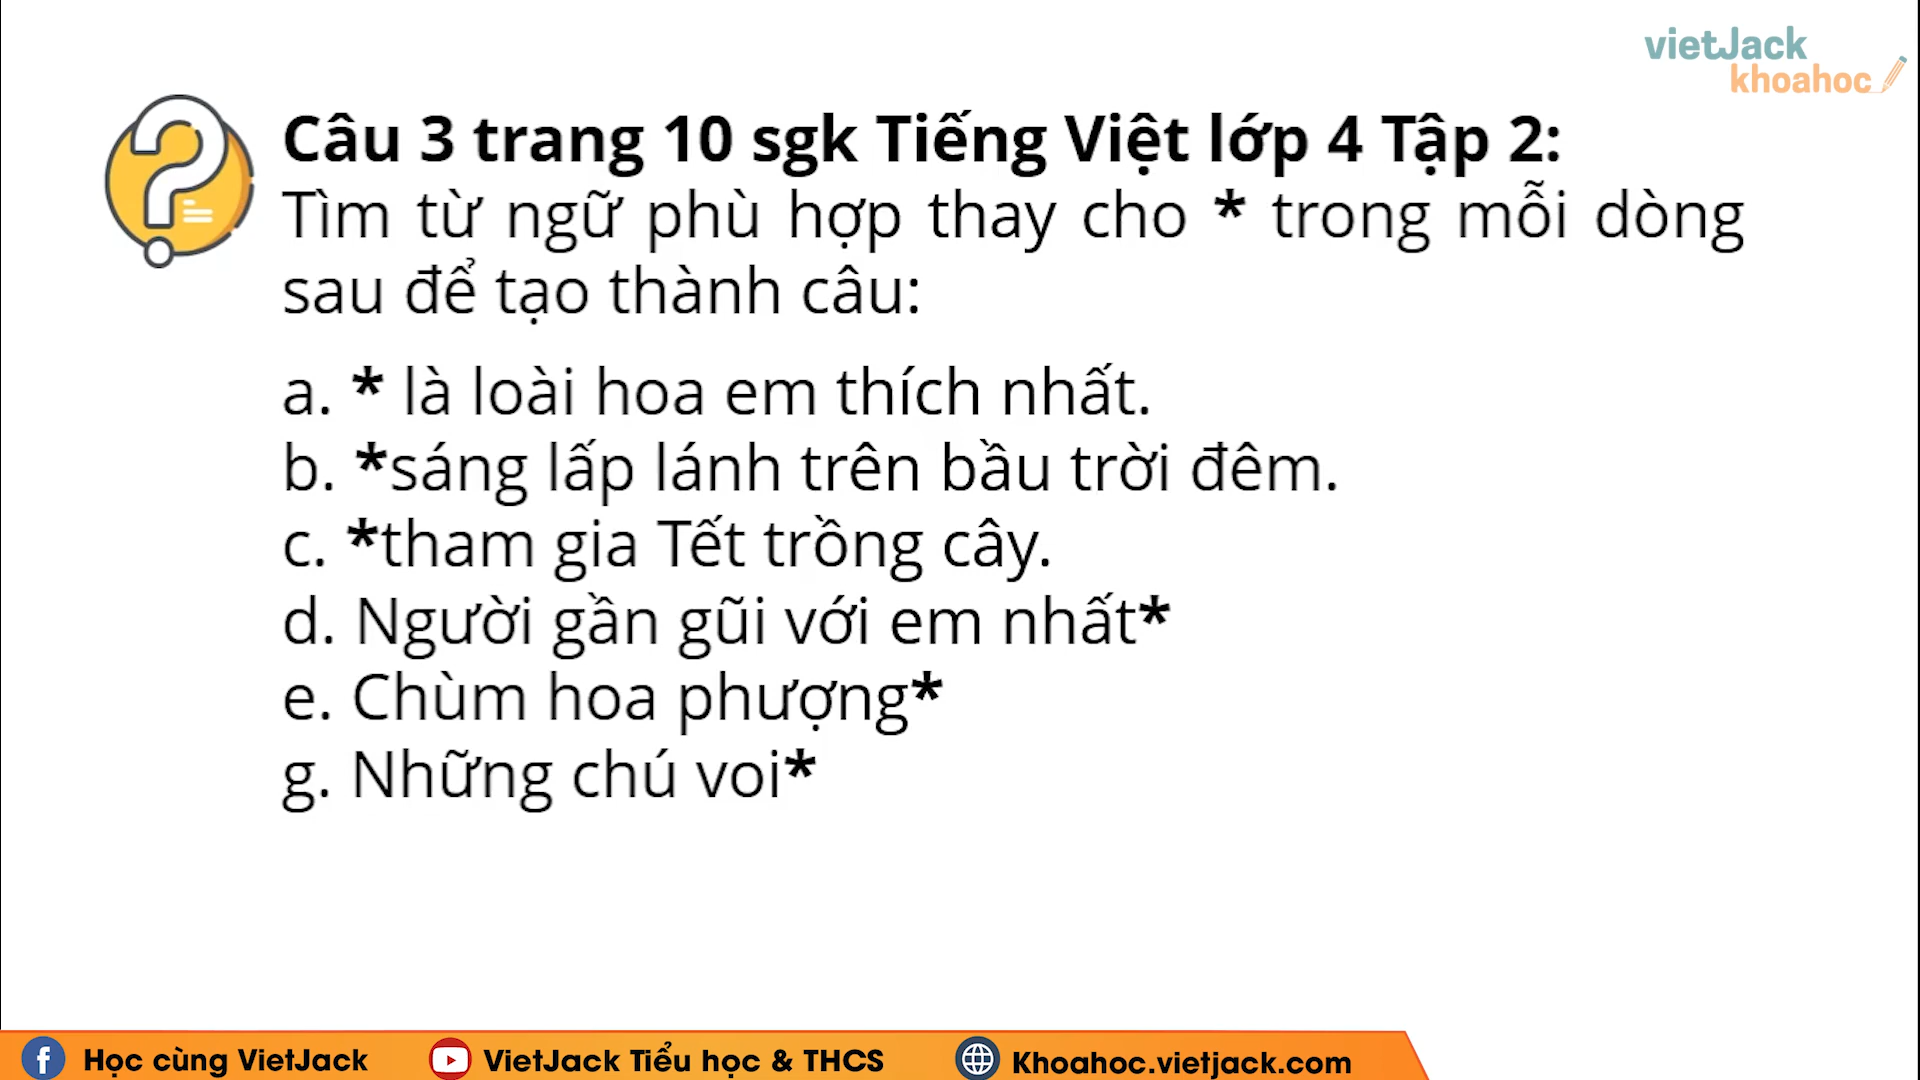 vietJack
khoahoc
Câu 3 trang 10 sgk Tiếng Việt lớp 4 Tập 2:
Tìm từ ngữ phù hợp thay cho * trong mỗi dòng
sau để tạo thành câu:
a. * là loài hoa em thích nhất.
b. *sáng lấp lánh trên bầu trời đêm.
c. *tham gia Tết trồng cây.
d. Người gần gũi với em nhất*
e. Chùm hoa phượng*
g. Những chú voi*
Học cùng VietJack
VietJack Tiểu học & THCS
Khoahoc.vietjack.com